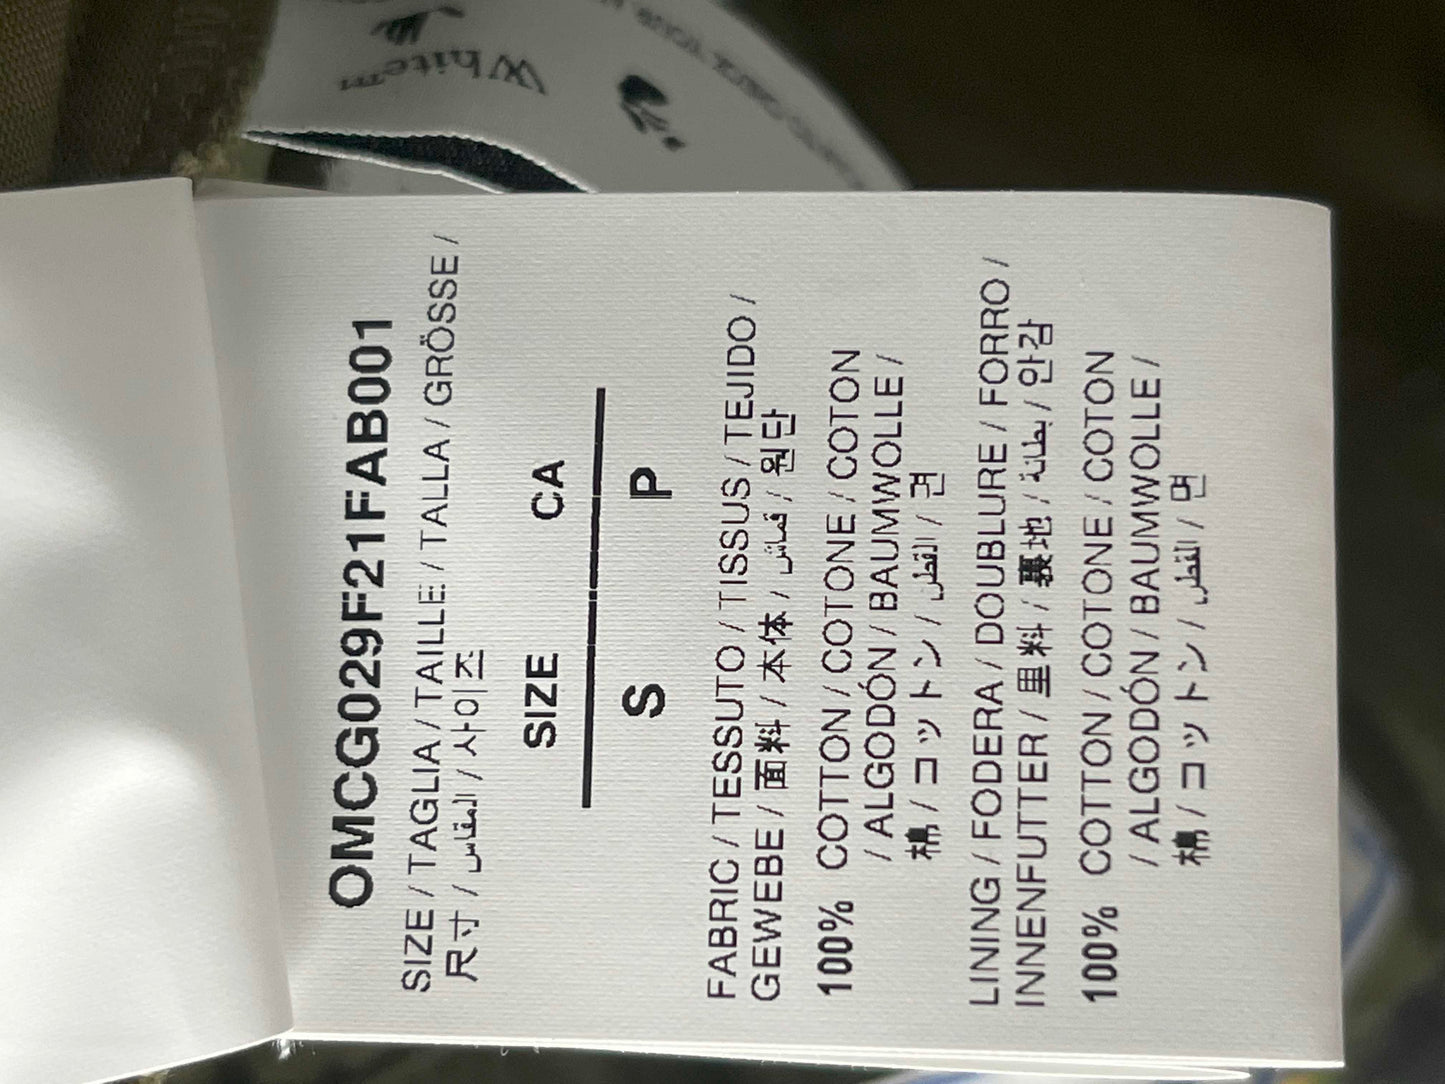 White™
OMCG029F21FAB001
SIZE / TAGLIA / TAILLE / TALLA / GRÖSSE /
尺寸 / المقاس / 사이즈
SIZE CA
S P
FABRIC / TESSUTO / TISSUS / TEJIDO /
GEWEBE / 面料 / 本体 / قماش / 원단
100% COTTON / COTONE / COTON
/ ALGODÓN / BAUMWOLLE /
棉 / コットン / القطن / 면
LINING / FODERA / DOUBLURE / FORRO /
INNENFUTTER / 里料 / 裏地 / بطانة / 안감
100% COTTON / COTONE / COTON
/ ALGODÓN / BAUMWOLLE /
棉 / コットン / القطن / 면